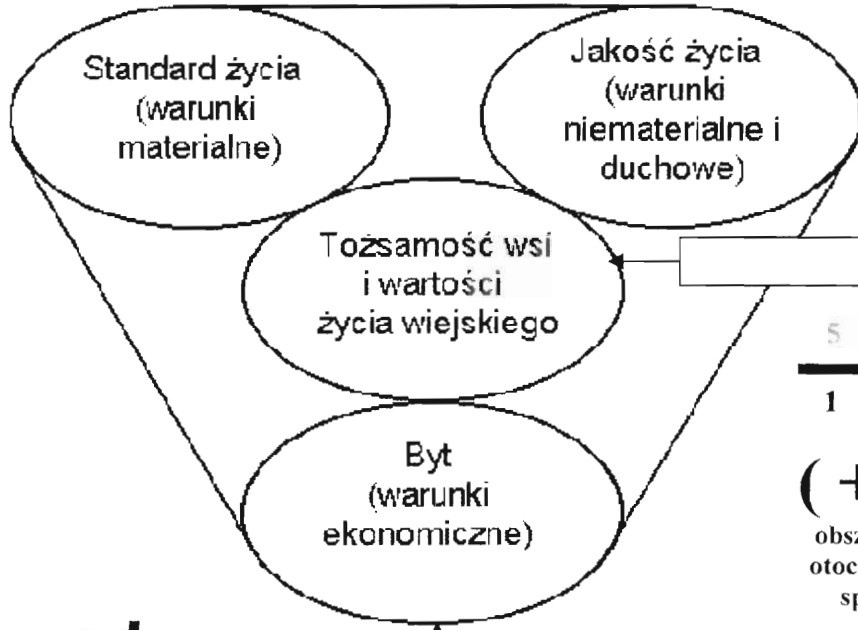 Standard życia
(warunki
materialne)
Jakość życia
(warunki
niematerialne i
duchowe)
Tożsamość wsi
i wartości
życia wiejskiego
5
1
Byt
(warunki
ekonomiczne)
(+